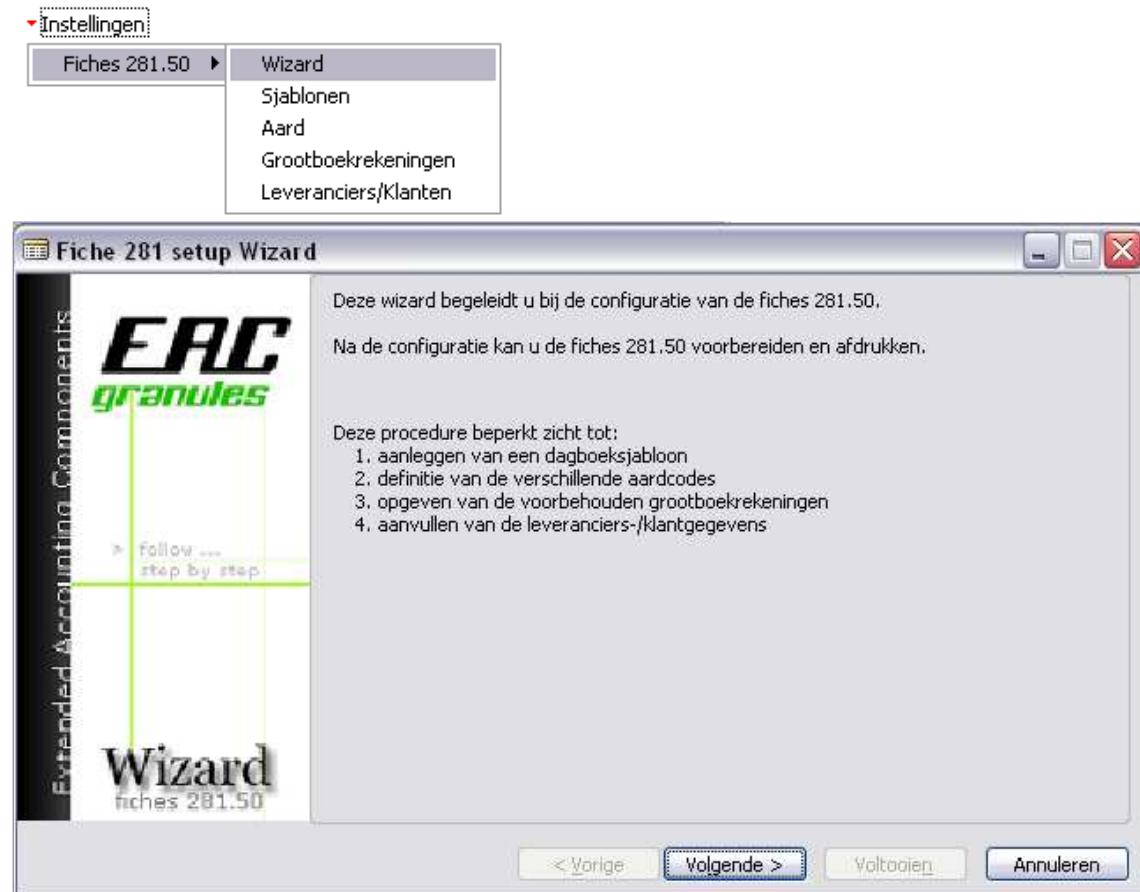 Instellingen
Fiches 281.50
Wizard
Sjablonen
Aard
Grootboekrekeningen
Leveranciers/Klanten
Fiche 281 setup Wizard
Extended Accounting Components
EAC
granules
> follow ...
step by step
Wizard
fiches 281.50
Deze wizard begeleidt u bij de configuratie van de fiches 281.50.
Na de configuratie kan u de fiches 281.50 voorbereiden en afdrukken.
Deze procedure beperkt zicht tot:
1. aanleggen van een dagboeksjabloon
2. definitie van de verschillende aardcodes
3. opgeven van de voorbehouden grootboekrekeningen
4. aanvullen van de leveranciers-/klantgegevens
< Vorige
Volgende >
Voltooien
Annuleren